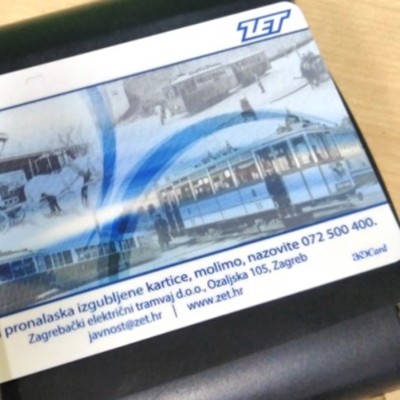 ZET
pronalaska izgubljene kartice, molimo, nazovite 072 500 400.
Zagrebački električni tramvaj d.o.o., Ozaljska 105, Zagreb
javnost@zet.hr | www.zet.hr